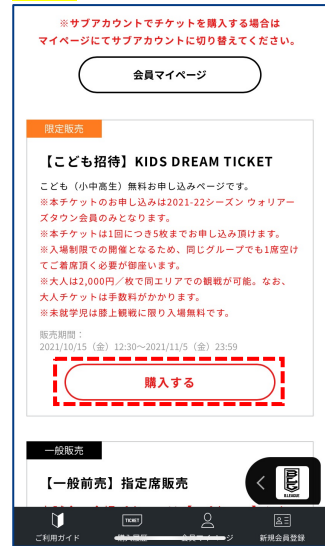 ※サブアカウントでチケットを購入する場合は
マイページにてサブアカウントに切り替えてください。
会員マイページ
限定販売
【こども招待】KIDS DREAM TICKET
こども（小中高生）無料お申し込みページです。
※本チケットのお申し込みは2021-22シーズン ウォリアー
ズタウン会員のみとなります。
※本チケットは1回につき5枚までお申し込み頂けます。
※入場制限での開催となるため、同じグループでも1席空け
てご着席頂く必要が御座います。
※大人は2,000円／枚で同エリアでの観戦が可能。なお、
大人チケットは手数料がかかります。
※未就学児は膝上観戦に限り入場無料です。
販売期間：
2021/10/15（金）12:30～2021/11/5（金）23:59
購入する
一般販売
【一般前売】指定席販売
B.LEAGUE
TICKET
ご利用ガイド
購入履歴
会員マイページ
新規会員登録